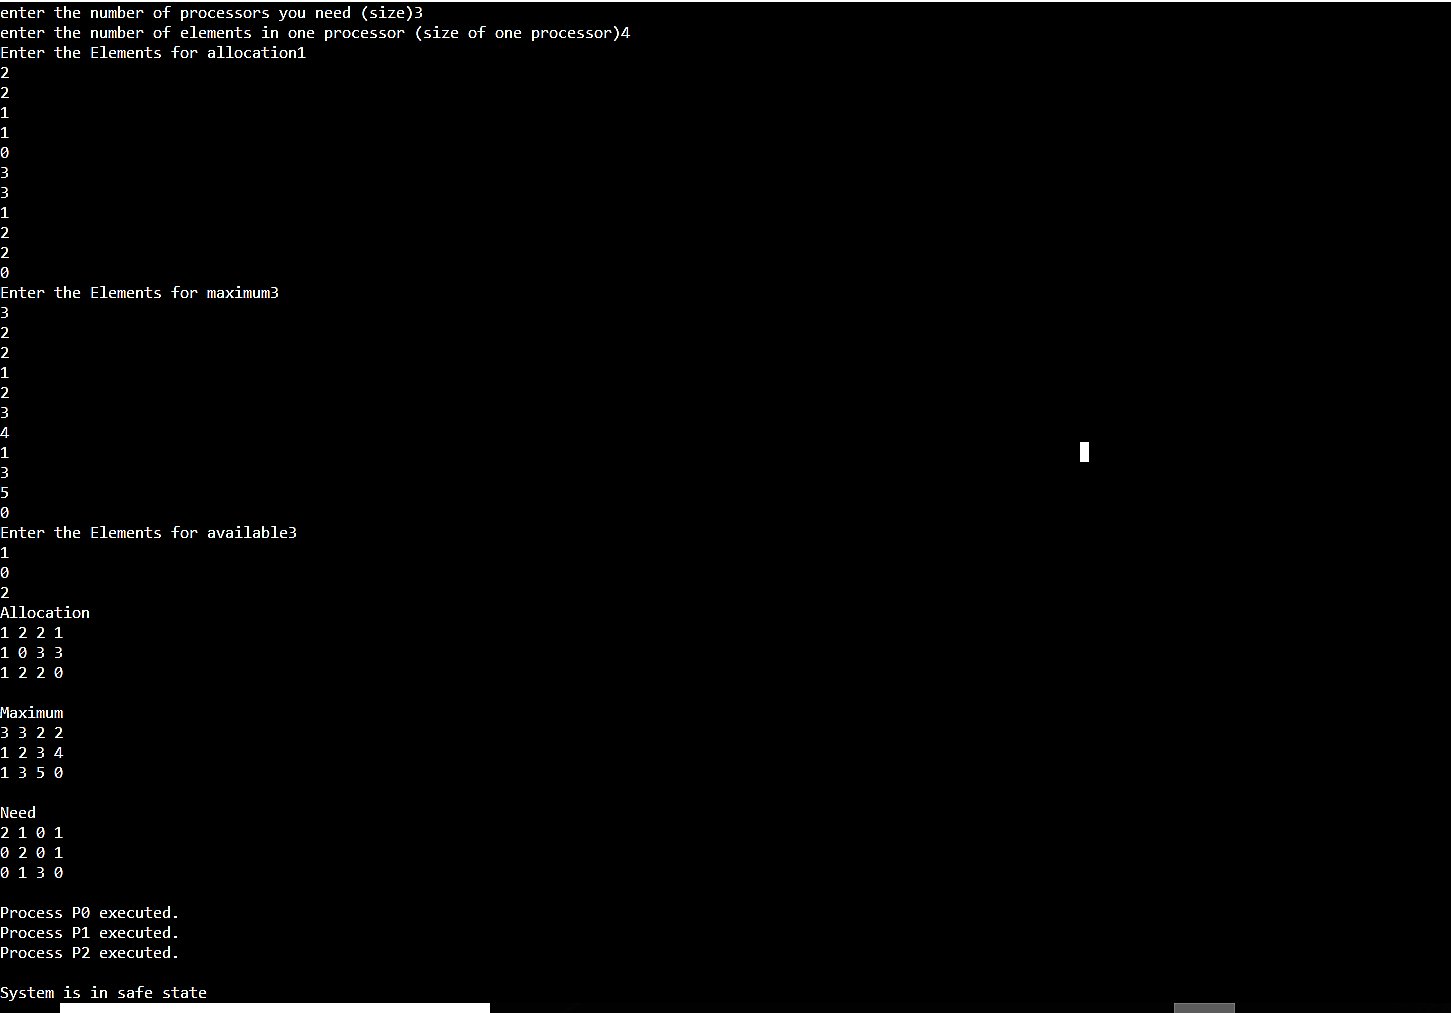 enter the number of processors you need (size)3
enter the number of elements in one processor (size of one processor)4
Enter the Elements for allocation1
2
2
1
1
0
3
3
1
2
2
0
Enter the Elements for maximum3
3
2
2
1
2
3
4
1
3
5
0
Enter the Elements for available3
1
0
2
Allocation
1 2 2 1
1 0 3 3
1 2 2 0
Maximum
3 3 2 2
1 2 3 4
1 3 5 0
Need
2 1 0 1
0 2 0 1
0 1 3 0
Process P0 executed.
Process P1 executed.
Process P2 executed.
System is in safe state